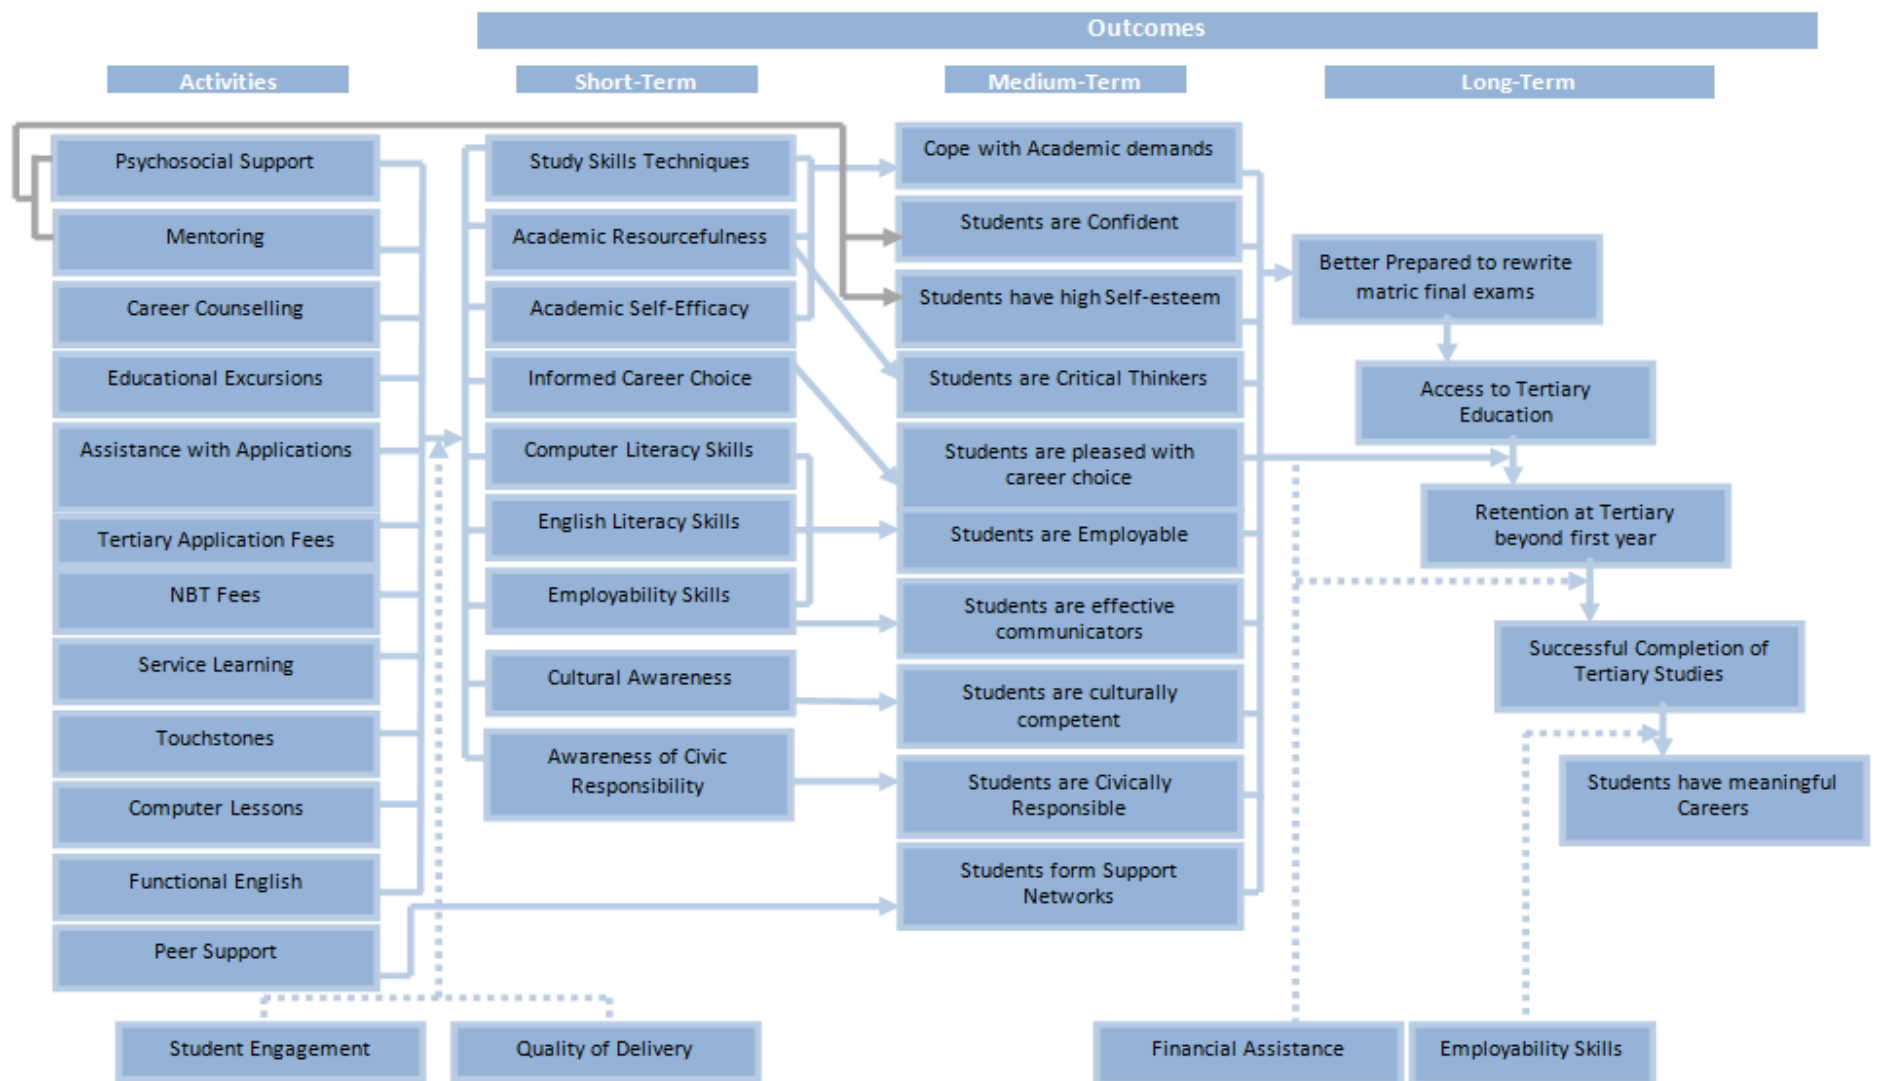 Outcomes
Activities
Short-Term
Medium-Term
Long-Term
Psychosocial Support
Mentoring
Career Counselling
Educational Excursions
Assistance with Applications
Tertiary Application Fees
NBT Fees
Service Learning
Touchstones
Computer Lessons
Functional English
Peer Support
Study Skills Techniques
Academic Resourcefulness
Academic Self-Efficacy
Informed Career Choice
Computer Literacy Skills
English Literacy Skills
Employability Skills
Cultural Awareness
Awareness of Civic
Responsibility
Cope with Academic demands
Students are Confident
Students have high Self-esteem
Students are Critical Thinkers
Students are pleased with
career choice
Students are Employable
Students are effective
communicators
Students are culturally
competent
Students are Civically
Responsible
Students form Support
Networks
Better Prepared to rewrite
matric final exams
Access to Tertiary
Education
Retention at Tertiary
beyond first year
Successful Completion of
Tertiary Studies
Students have meaningful
Careers
Student Engagement
Quality of Delivery
Financial Assistance
Employability Skills